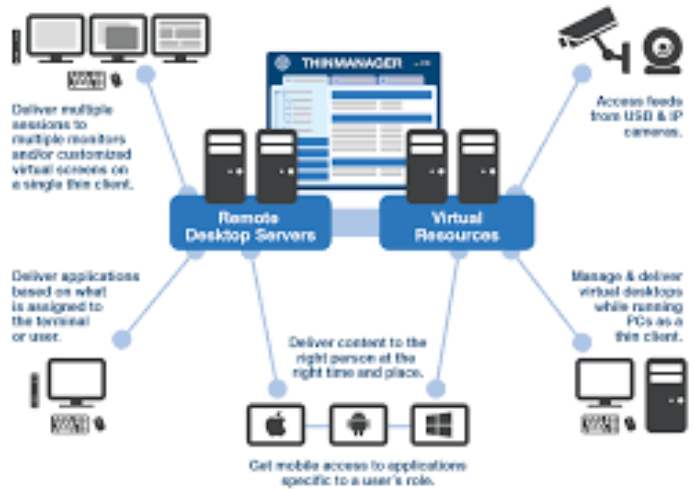 THINMANAGER
Deliver multiple
sessions to
multiple monitors
and/or customized
virtual screens on
a single thin client.
Access feeds
from USB & IP
cameras.
Remote
Desktop Servers
Virtual
Resources
Deliver applications
based on what
is assigned to
the terminal
or user.
Manage & deliver
virtual desktops
while running
PCs as a
thin client.
Deliver content to the
right person at the
right time and place.
Get mobile access to applications
specific to a user's role.